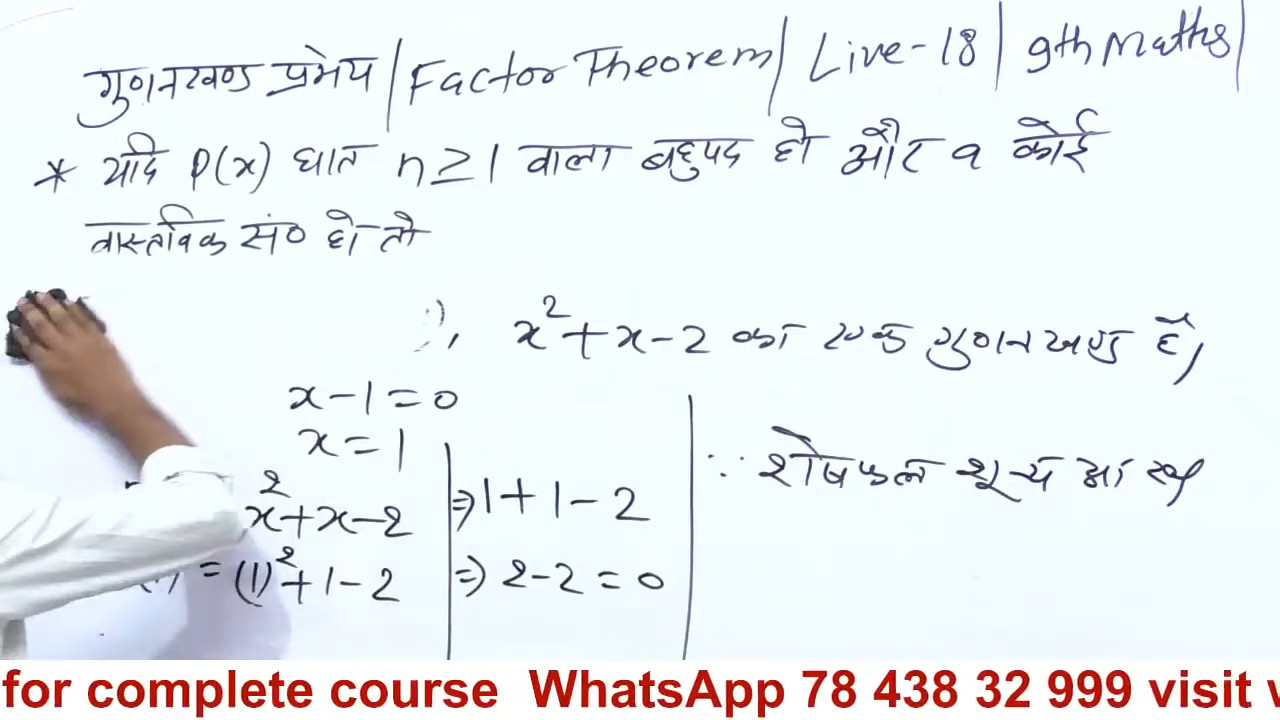 गुणनखण्ड प्रमेय / Factor Theorem / Live-18 | 9th Maths |
* यदि P(x) घात n ≥ 1 वाला बहुपद हो और a कोई
वास्तविक सं० हो तो
), x²+x-2 का एक गुणनखण्ड है,
x-1=0
x=1
x²+x-2
= (1)²+1-2
⇒ 1+1-2
⇒ 2-2=0
∵ शेषफल शून्य आ रहा
for complete course WhatsApp 78 438 32 999 visit